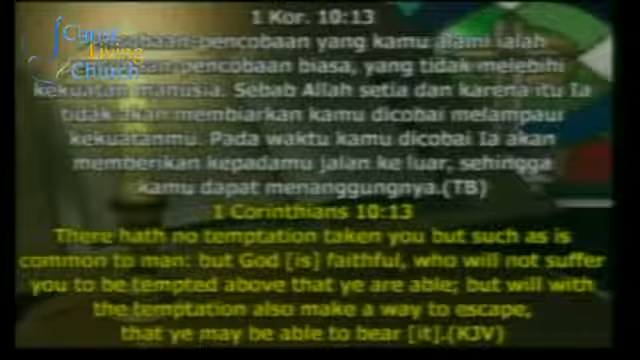 Living
Church
1 Kor. 10:13
pencobaan yang kamu alami ialah
pencobaan biasa, yang tidak melebihi
kekuatan manusia. Sebab Allah setia dan karena itu Ia
tidak akan membiarkan kamu dicobai melampaui
kekuatanmu. Pada waktu kamu dicobai Ia akan
memberikan kepadamu jalan ke luar, sehingga
kamu dapat menanggungnya.(TB)
1 Corinthians 10:13
There hath no temptation taken you but such as is
common to man: but God [is] faithful, who will not suffer
you to be tempted above that ye are able; but will with
the temptation also make a way to escape,
that ye may be able to bear [it].(KJV)